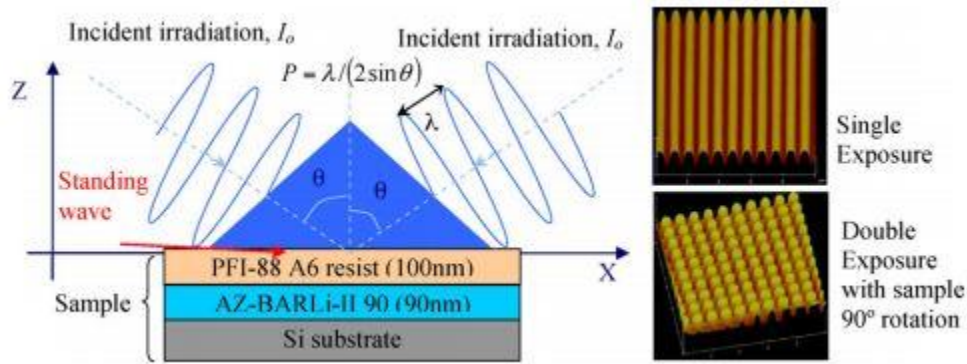 Incident irradiation, Iₒ
Incident irradiation, Iₒ
P = λ/(2sinθ)
Z
λ
Single
Exposure
Standing
wave
θ
θ
X
PFI-88 A6 resist (100nm)
Sample
AZ-BARLi-II 90 (90nm)
Si substrate
Double
Exposure
with sample
90º rotation